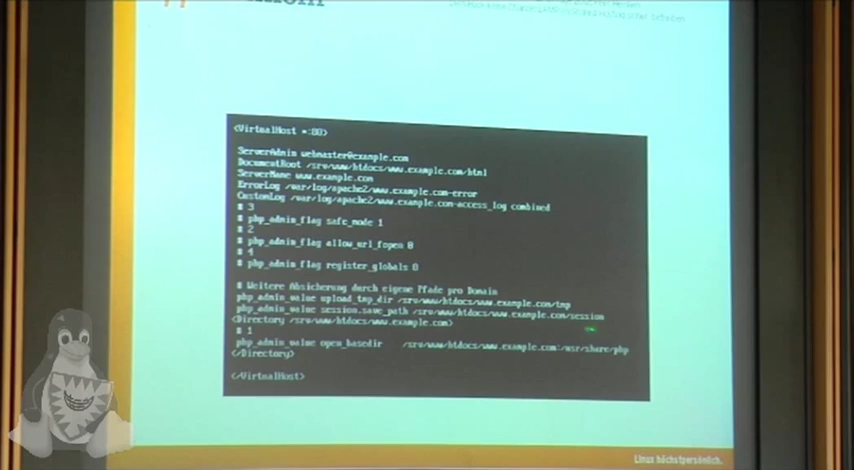 <VirtualHost *:80>
ServerAdmin webmaster@example.com
DocumentRoot /srv/www/htdocs/www.example.com/html
ServerName www.example.com
ErrorLog /var/log/apache2/www.example.com-error
CustomLog /var/log/apache2/www.example.com-access_log combined
# 3
# php_admin_flag safe_mode 1
# 2
# php_admin_flag allow_url_fopen 0
# 4
# php_admin_flag register_globals 0
# Weitere Absicherung durch eigene Pfade pro Domain
php_admin_value upload_tmp_dir /srv/www/htdocs/www.example.com/tmp
php_admin_value session.save_path /srv/www/htdocs/www.example.com/session
<Directory /srv/www/htdocs/www.example.com>
# 1
php_admin_value open_basedir /srv/www/htdocs/www.example.com:/usr/share/php
</Directory>
</VirtualHost>
Linux höchstpersönlich.